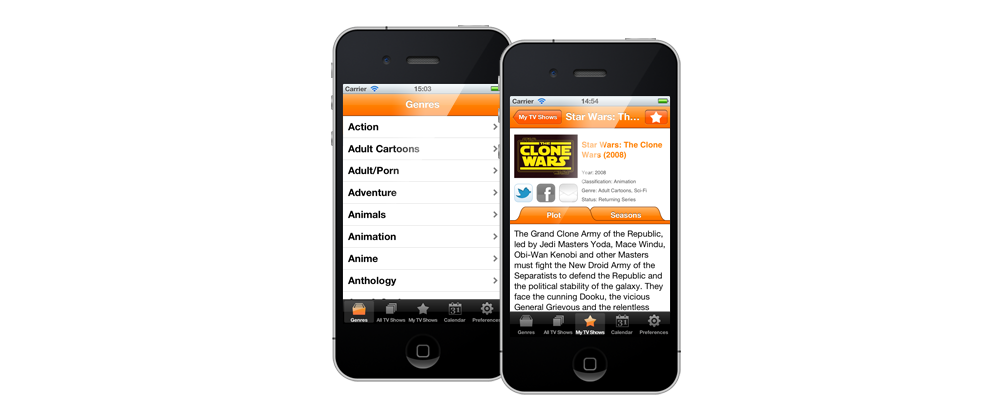 Carrier 15:03
Genres
Action
Adult Cartoons
Adult/Porn
Adventure
Animals
Animation
Anime
Anthology
Genres All TV Shows My TV Shows Calendar Preferences
Carrier 14:54
My TV Shows Star Wars: Th...
THE
CLONE
WARS
Star Wars: The Clone
Wars (2008)
Year: 2008
Classification: Animation
Genre: Adult Cartoons, Sci-Fi
Status: Returning Series
Plot Seasons
The Grand Clone Army of the Republic,
led by Jedi Masters Yoda, Mace Windu,
Obi-Wan Kenobi and other Masters
must fight the New Droid Army of the
Separatists to defend the Republic and
the political stability of the galaxy. They
face the cunning Dooku, the vicious
General Grievous and the relentless
Genres All TV Shows My TV Shows Calendar Preferences